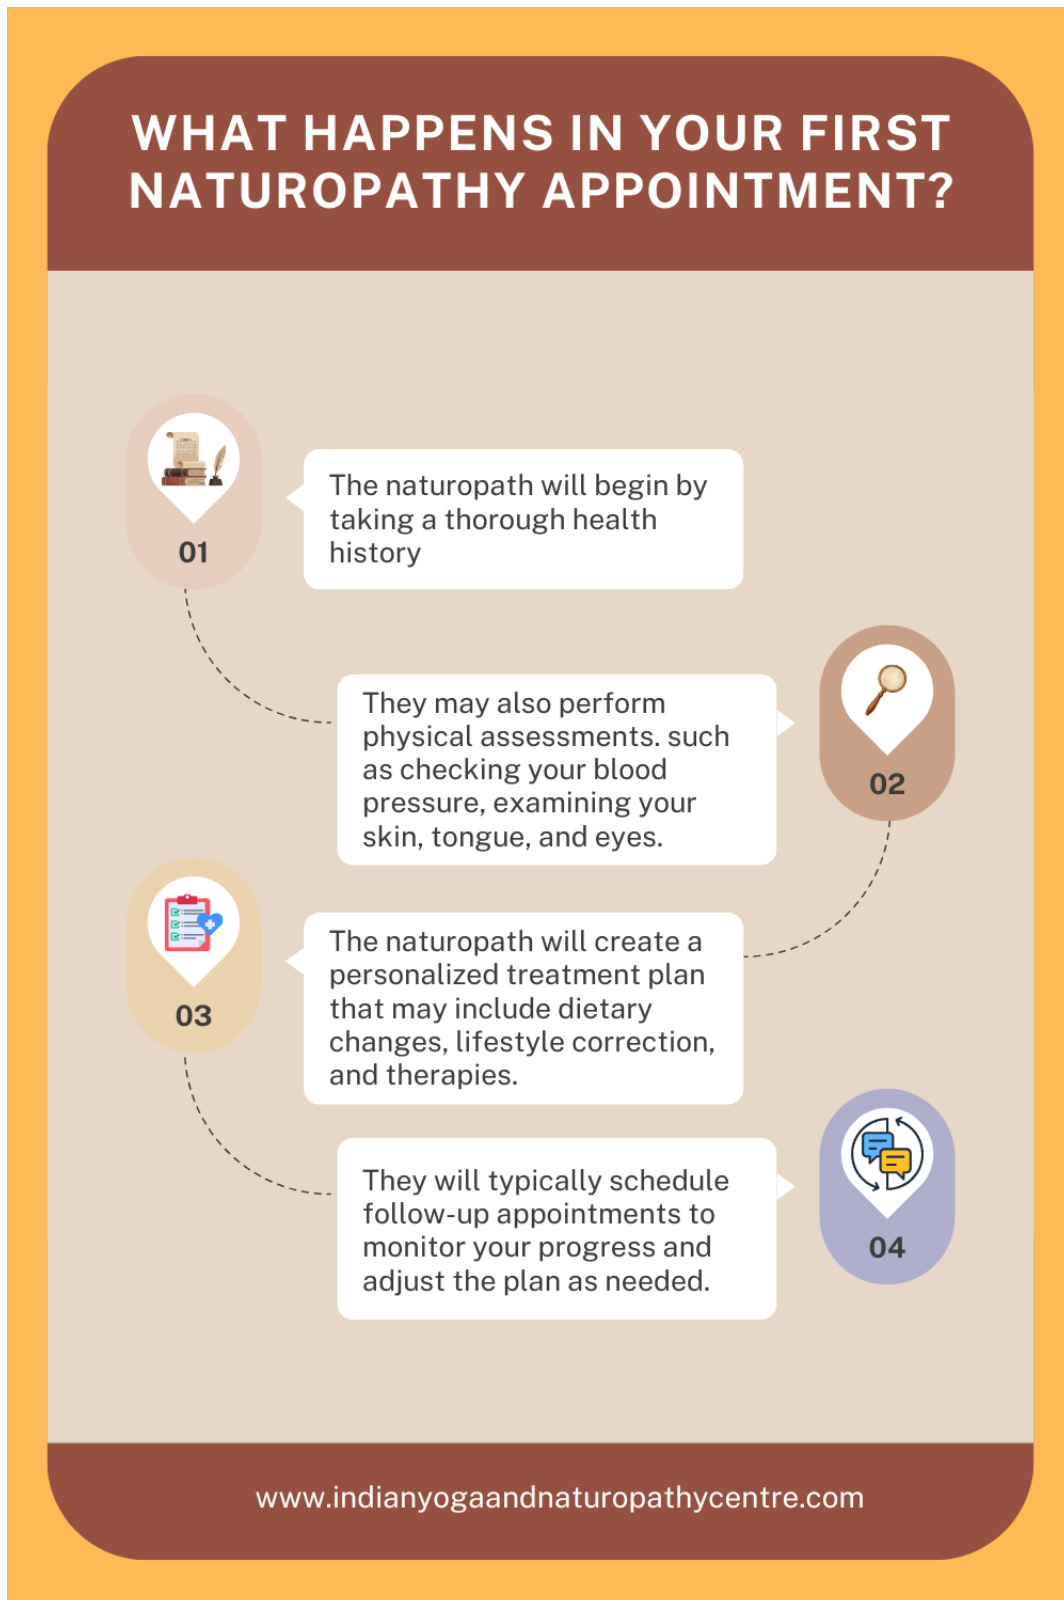 WHAT HAPPENS IN YOUR FIRST
NATUROPATHY APPOINTMENT?
01
The naturopath will begin by
taking a thorough health
history
They may also perform
physical assessments. such
as checking your blood
pressure, examining your
skin, tongue, and eyes.
02
03
The naturopath will create a
personalized treatment plan
that may include dietary
changes, lifestyle correction,
and therapies.
They will typically schedule
follow-up appointments to
monitor your progress and
adjust the plan as needed.
04
www.indianyogaandnaturopathycentre.com